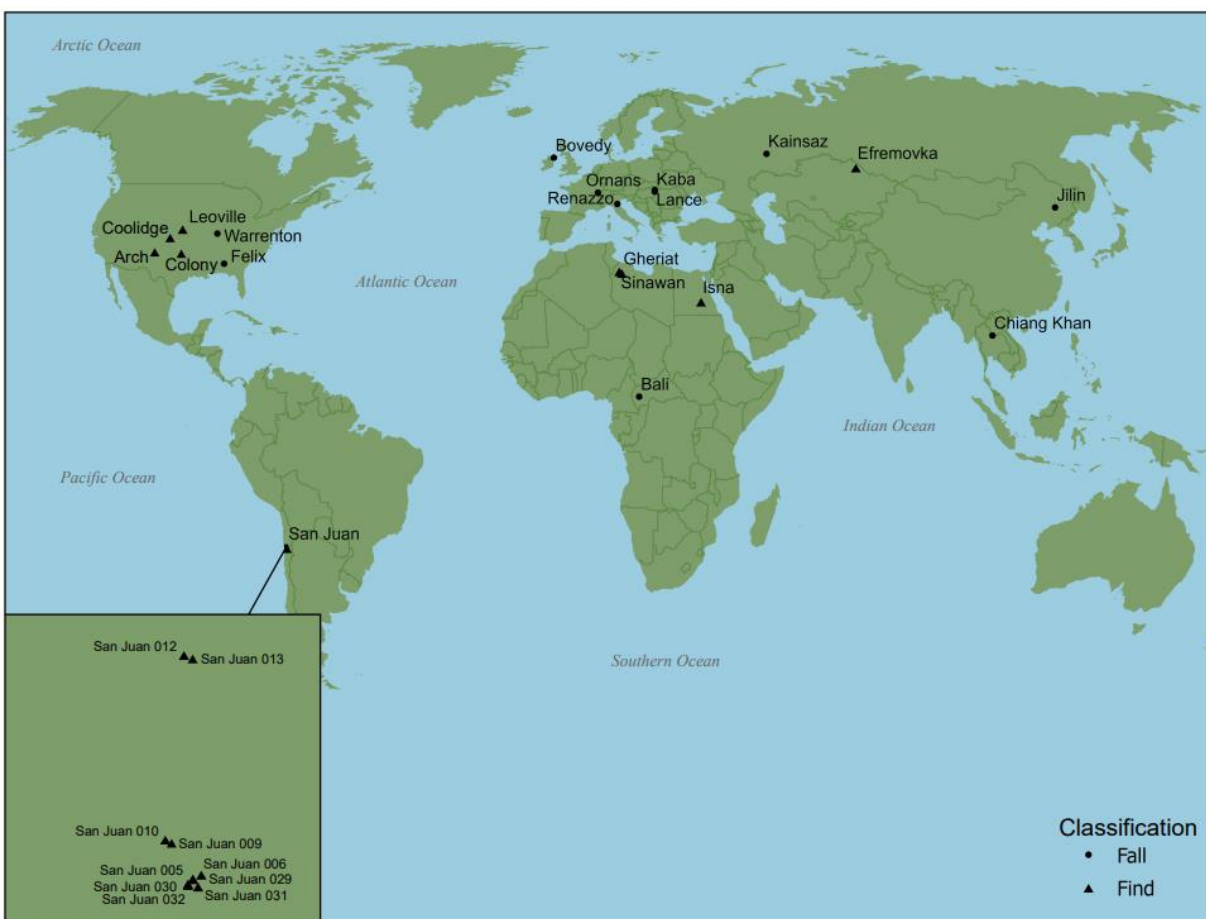 Arctic Ocean
Bovedy
Kainsaz
Efremovka
Ornans
Kaba
Renazzo
Lance
Jilin
Leoville
Coolidge
Warrenton
Arch
Colony
Felix
Gheriat
Sinawan
Isna
Atlantic Ocean
Chiang Khan
Bali
Indian Ocean
Pacific Ocean
San Juan
Southern Ocean
San Juan 012
San Juan 013
San Juan 010
San Juan 009
San Juan 006
San Juan 005
San Juan 029
San Juan 030
San Juan 031
San Juan 032
Classification
Fall
Find